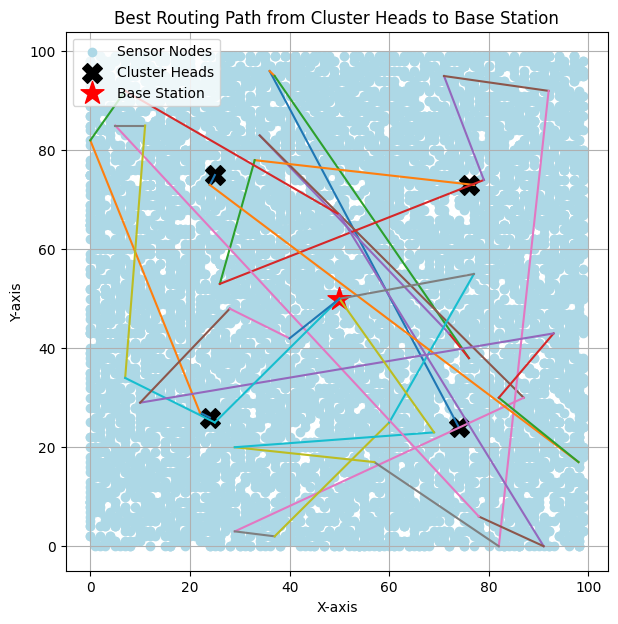 Best Routing Path from Cluster Heads to Base Station
Sensor Nodes
Cluster Heads
Base Station
Y-axis
100
80
60
40
20
0
0 20 40 60 80 100
X-axis